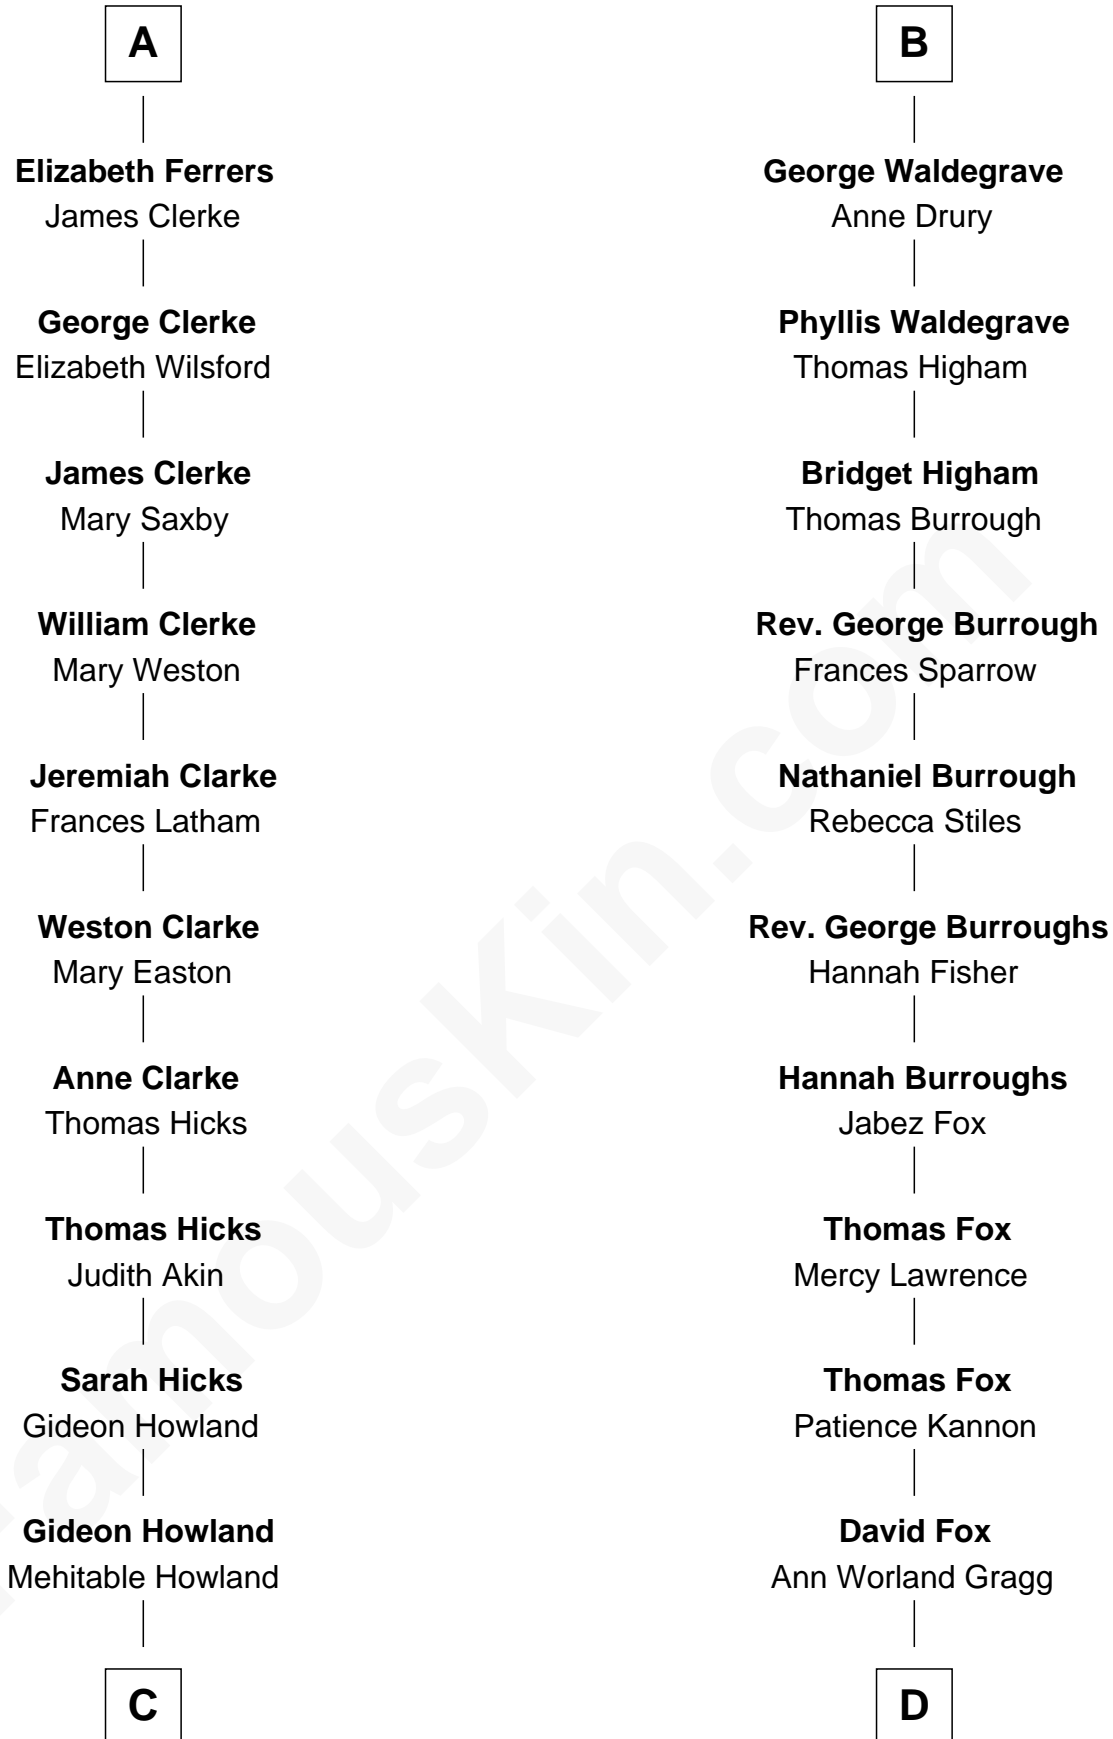 A
Elizabeth Ferrers
James Clerke
George Clerke
Elizabeth Wilsford
James Clerke
Mary Saxby
William Clerke
Mary Weston
Jeremiah Clarke
Frances Latham
Weston Clarke
Mary Easton
Anne Clarke
Thomas Hicks
Thomas Hicks
Judith Akin
Sarah Hicks
Gideon Howland
Gideon Howland
Mehitable Howland
C
B
George Waldegrave
Anne Drury
Phyllis Waldegrave
Thomas Higham
Bridget Higham
Thomas Burrough
Rev. George Burrough
Frances Sparrow
Nathaniel Burrough
Rebecca Stiles
Rev. George Burroughs
Hannah Fisher
Hannah Burroughs
Jabez Fox
Thomas Fox
Mercy Lawrence
Thomas Fox
Patience Kannon
David Fox
Ann Worland Gragg
D
FamousKin.com